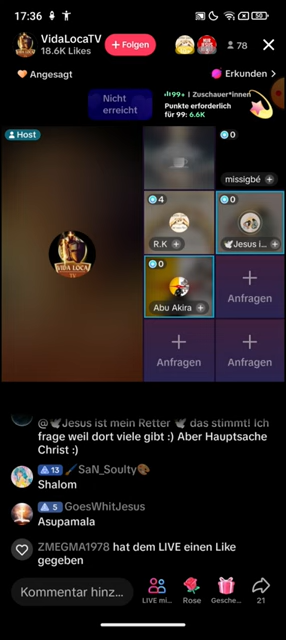 17:36
50
VidaLocaTV
18.6K Likes
+ Folgen
78
Angesagt
Erkunden >
Nicht
erreicht
99+ | Zuschauer*innen
Punkte erforderlich
für 99: 6.6K
Host
0
missigbé +
VIDA LOCA
TV
4
R.K +
0
🕊Jesus i... +
0
Abu Akira +
Anfragen
Anfragen
Anfragen
@🕊Jesus ist mein Retter 🕊 das stimmt! Ich
frage weil dort viele gibt :) Aber Hauptsache
Christ :)
13 🖌SaN_Soulty🎨
Shalom
5 GoesWhitJesus
Asupamala
ZMEGMA1978 hat dem LIVE einen Like
gegeben
Kommentar hinz...
LIVE mi...
Rose
Gesche...
21